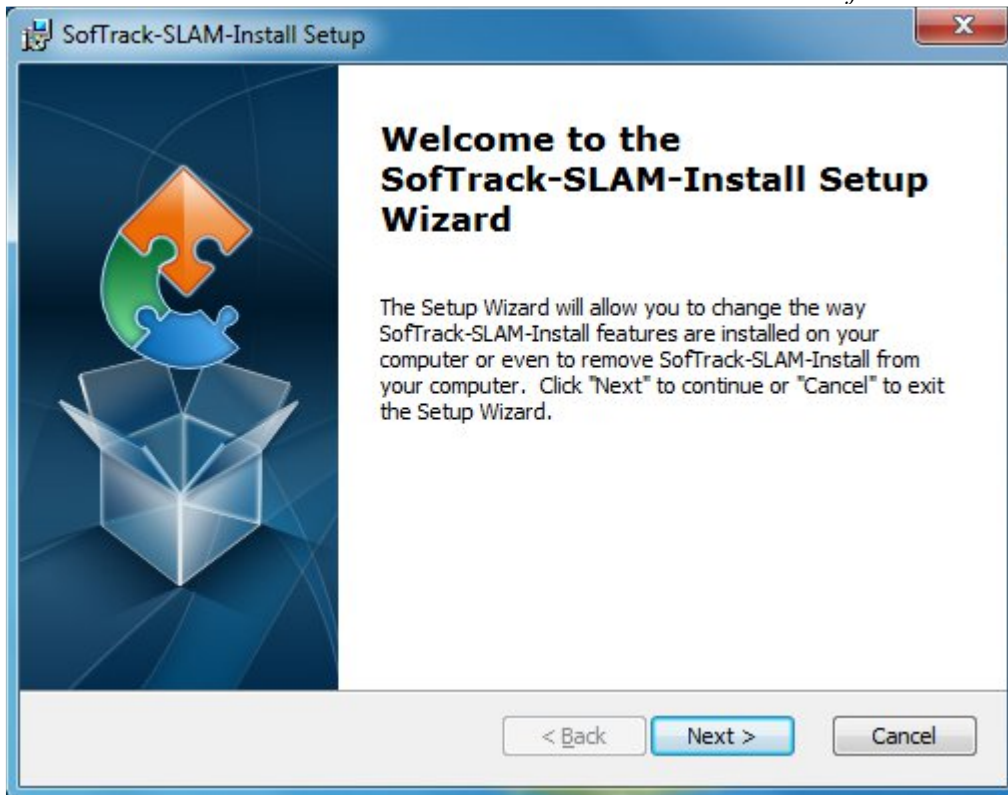 SofTrack-SLAM-Install Setup
Welcome to the
SofTrack-SLAM-Install Setup
Wizard
The Setup Wizard will allow you to change the way
SofTrack-SLAM-Install features are installed on your
computer or even to remove SofTrack-SLAM-Install from
your computer. Click "Next" to continue or "Cancel" to exit
the Setup Wizard.
< Back
Next >
Cancel